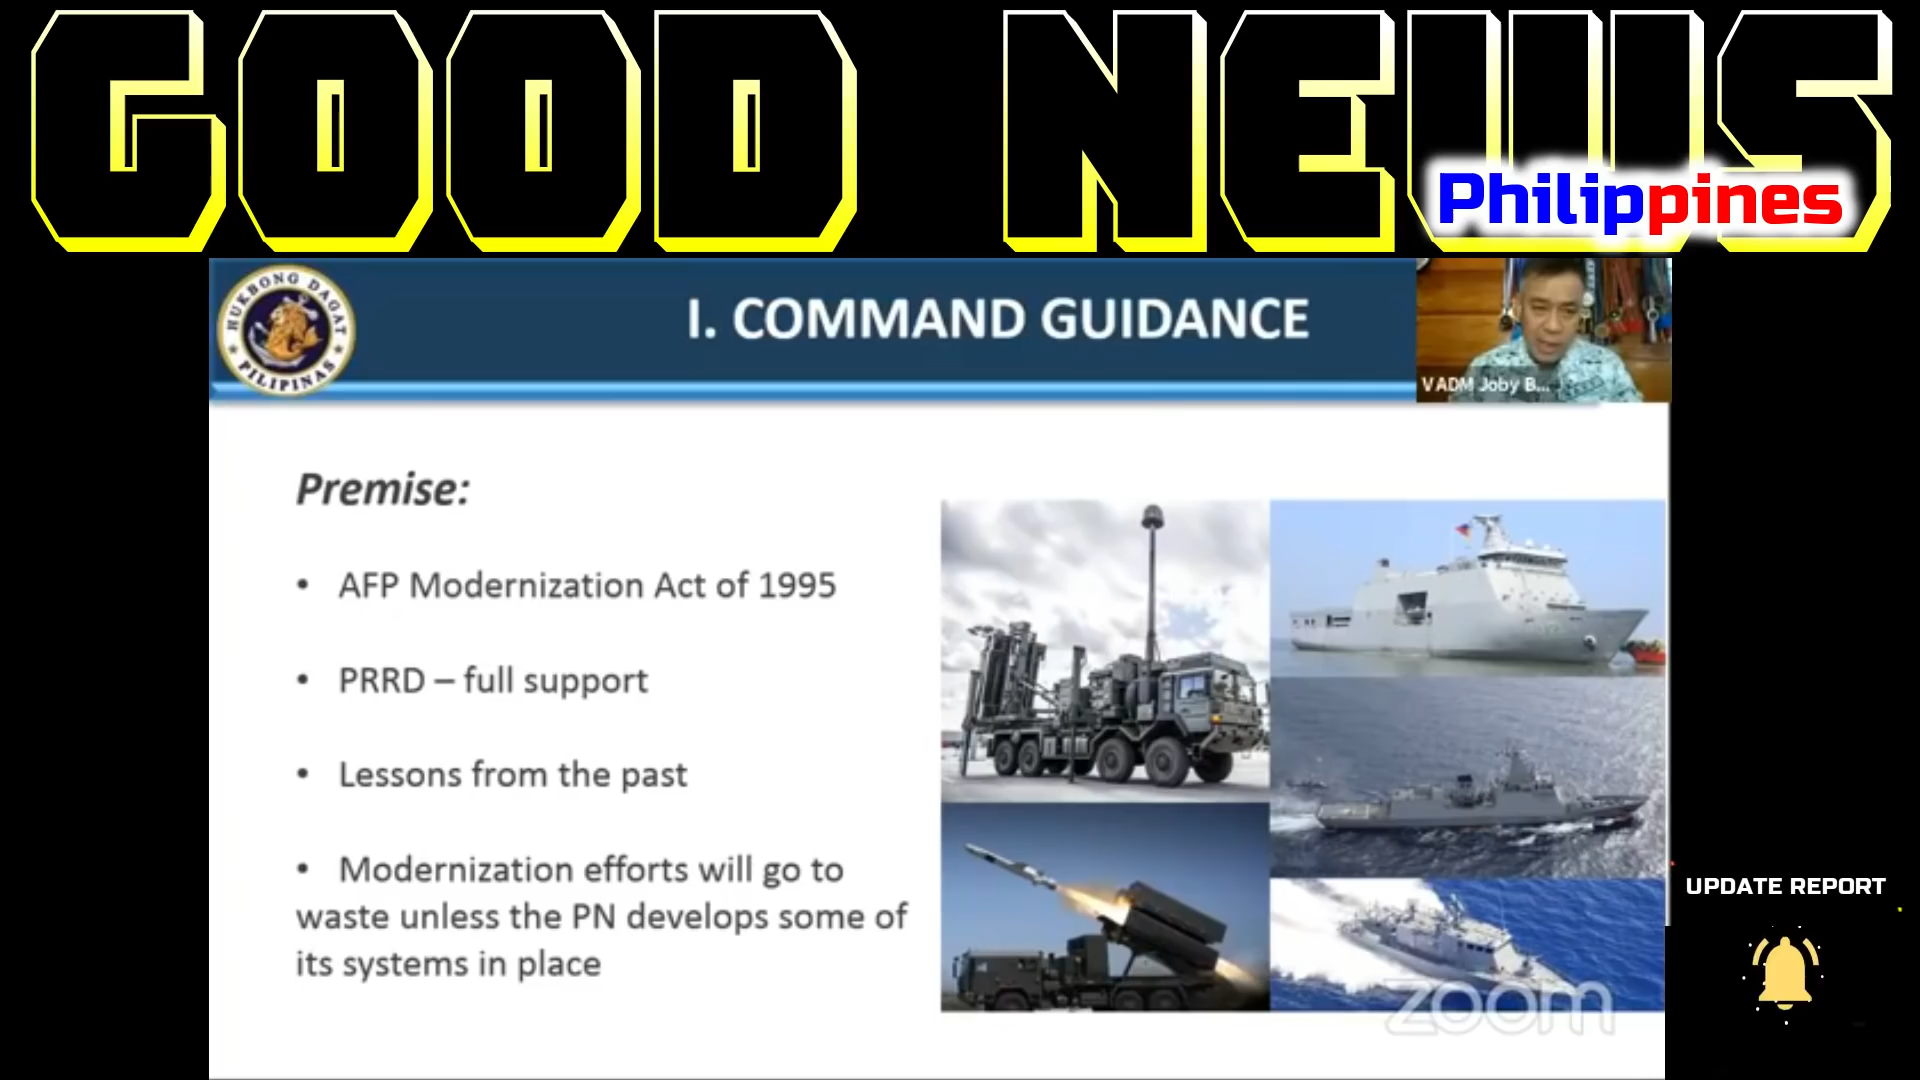 GOOD NEWS
Philippines
HUKBONG DAGAT
PILIPINAS
I. COMMAND GUIDANCE
VADM Joby B...
Premise:
• AFP Modernization Act of 1995
• PRRD – full support
• Lessons from the past
• Modernization efforts will go to
waste unless the PN develops some of
its systems in place
UPDATE REPORT
zoom